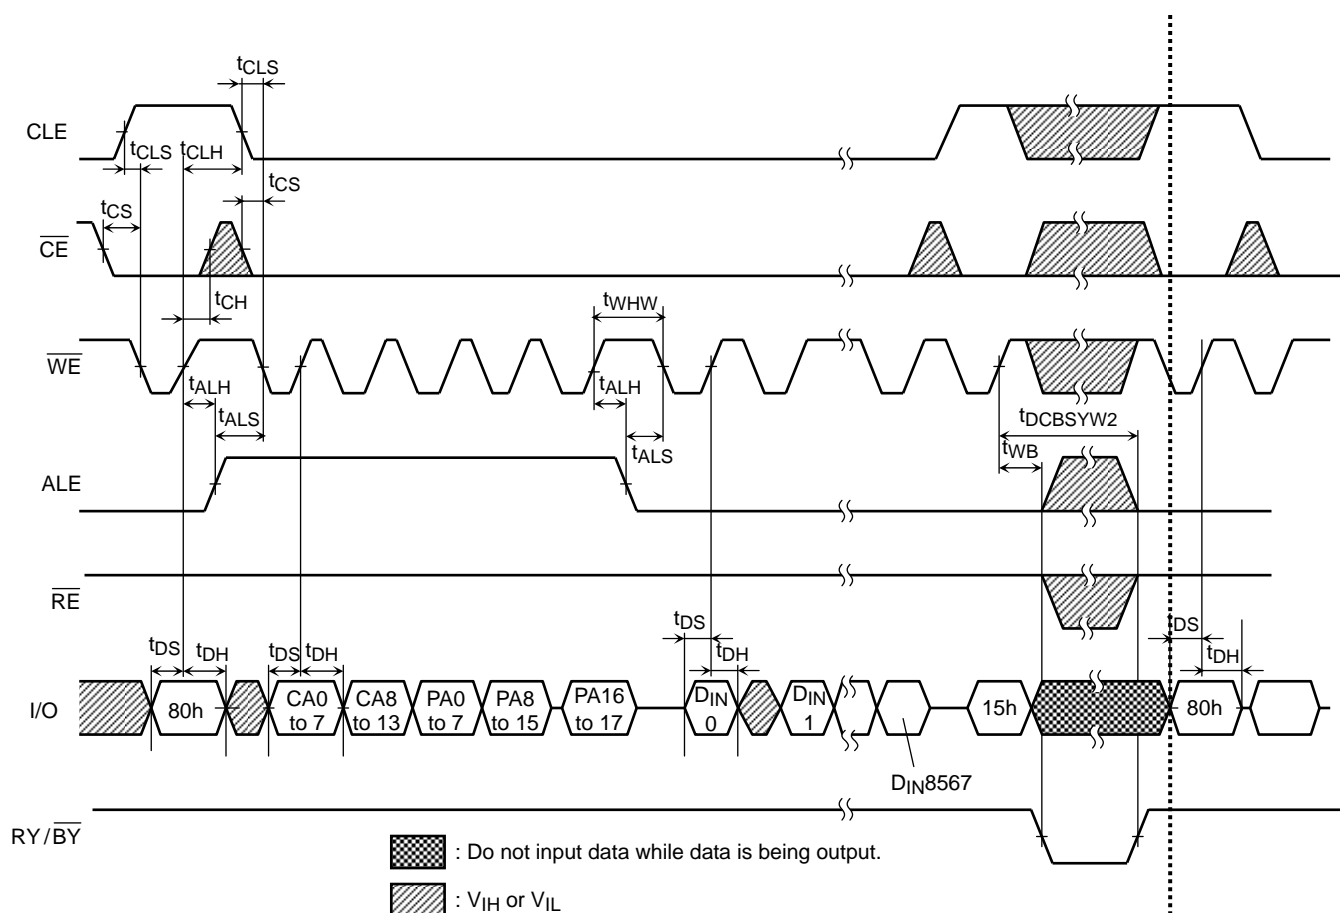 tCLS
CLE
tCLS
tCLH
tCS
tCS
CE
tCH
tWHW
WE
tALH
tALH
tALS
tDCBSYW2
tALS
tWB
ALE
RE
tDS
tDH
tDS
tDH
tDS
tDH
DS
tDH
I/O
80h
CA0
to 7
CA8
to 13
PA0
to 7
PA8
to 15
PA16
to 17
DIN
0
DIN
1
15h
80h
DIN8567
RY/BY
: Do not input data while data is being output.
: VIH or VIL